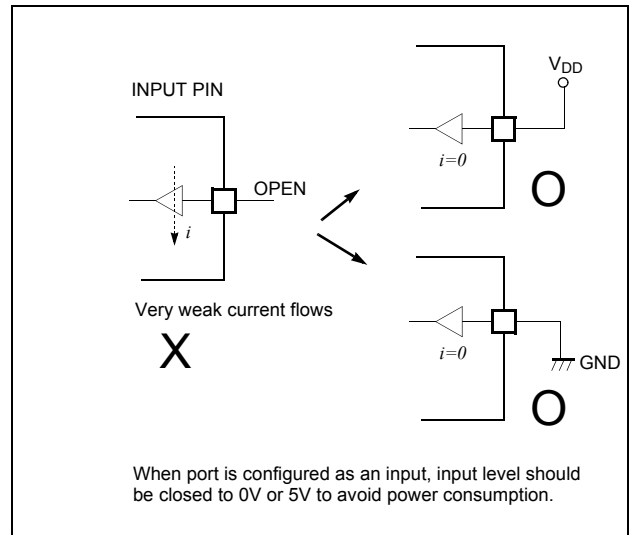 INPUT PIN
OPEN
i
Very weak current flows
X
VDD
i=0
O
i=0
GND
O
When port is configured as an input, input level should
be closed to 0V or 5V to avoid power consumption.